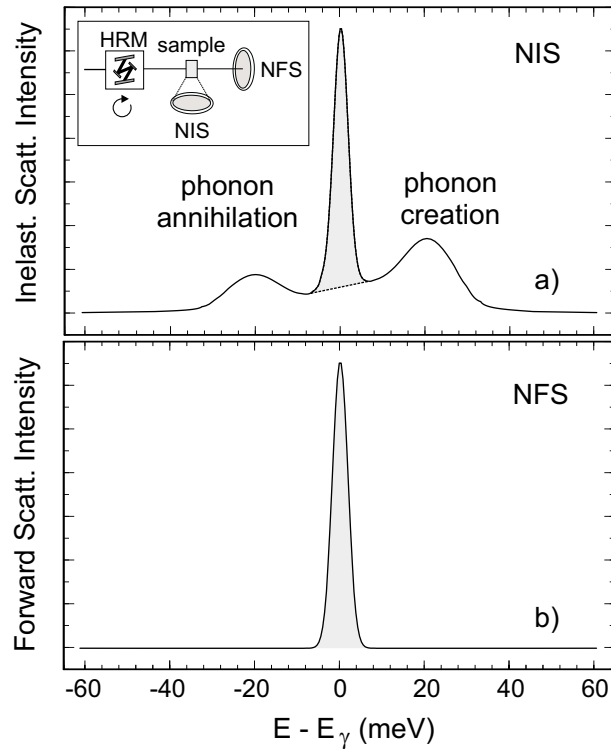 HRM
sample
NFS
NIS
NIS
phonon
annihilation
phonon
creation
a)
Inelast. Scatt. Intensity
NFS
b)
Forward Scatt. Intensity
-60 -40 -20 0 20 40 60
E - Eγ (meV)